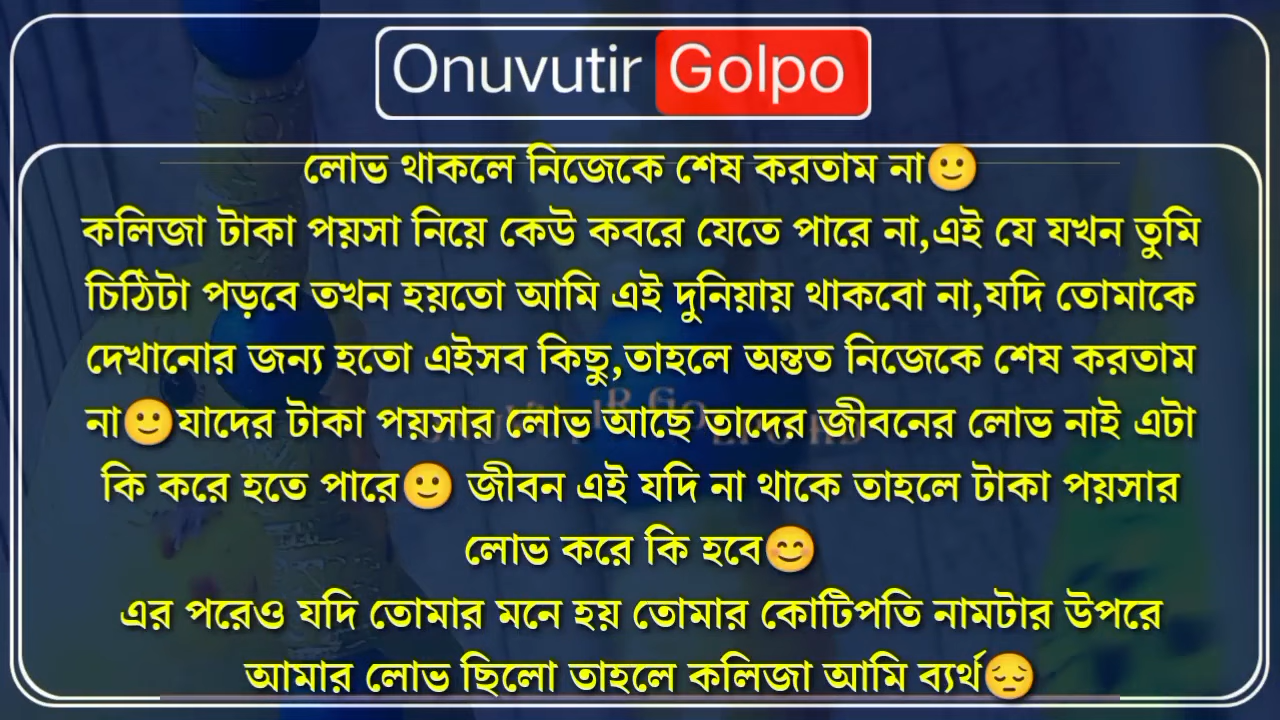 Onuvutir Golpo
লোভ থাকলে নিজেকে শেষ করতাম না🙂
কলিজা টাকা পয়সা নিয়ে কেউ কবরে যেতে পারে না,এই যে যখন তুমি
চিঠিটা পড়বে তখন হয়তো আমি এই দুনিয়ায় থাকবো না,যদি তোমাকে
দেখানোর জন্য হতো এইসব কিছু,তাহলে অন্তত নিজেকে শেষ করতাম
না🙂যাদের টাকা পয়সার লোভ আছে তাদের জীবনের লোভ নাই এটা
কি করে হতে পারে🙂 জীবন এই যদি না থাকে তাহলে টাকা পয়সার
লোভ করে কি হবে😊
এর পরেও যদি তোমার মনে হয় তোমার কোটিপতি নামটার উপরে
আমার লোভ ছিলো তাহলে কলিজা আমি ব্যর্থ😔